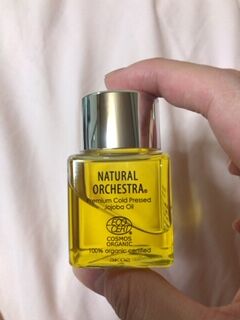 NATURAL
ORCHESTRA®
Premium Cold Pressed
Jojoba Oil
ECO
CERT
COSMOS
ORGANIC
100% organic certified